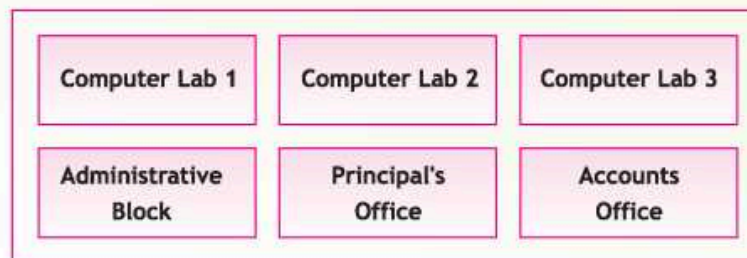 Computer Lab 1 Computer Lab 2 Computer Lab 3
Administrative Block
Principal's Office
Accounts Office